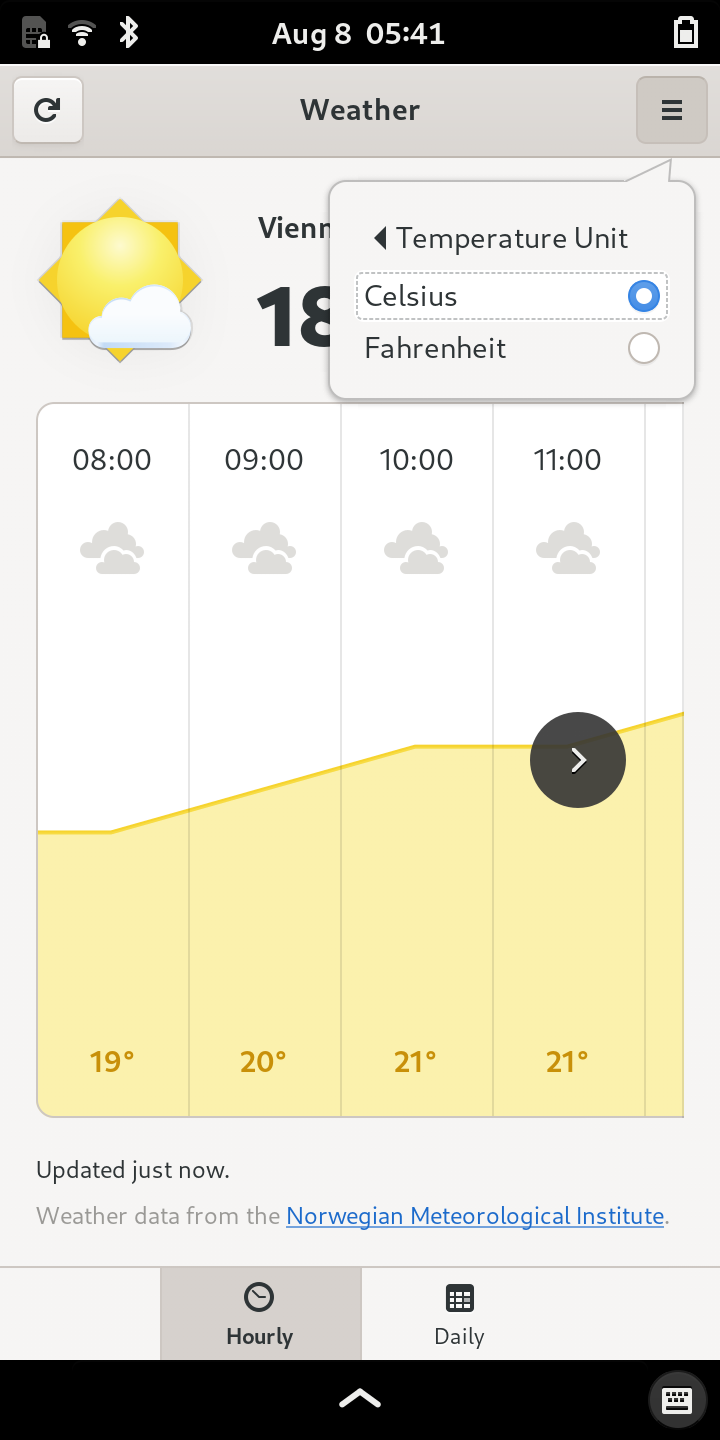 Aug 8 05:41
Weather
Temperature Unit
Celsius
Fahrenheit
18
08:00 09:00 10:00 11:00
19° 20° 21° 21°
Updated just now.
Weather data from the Norwegian Meteorological Institute.
Hourly Daily